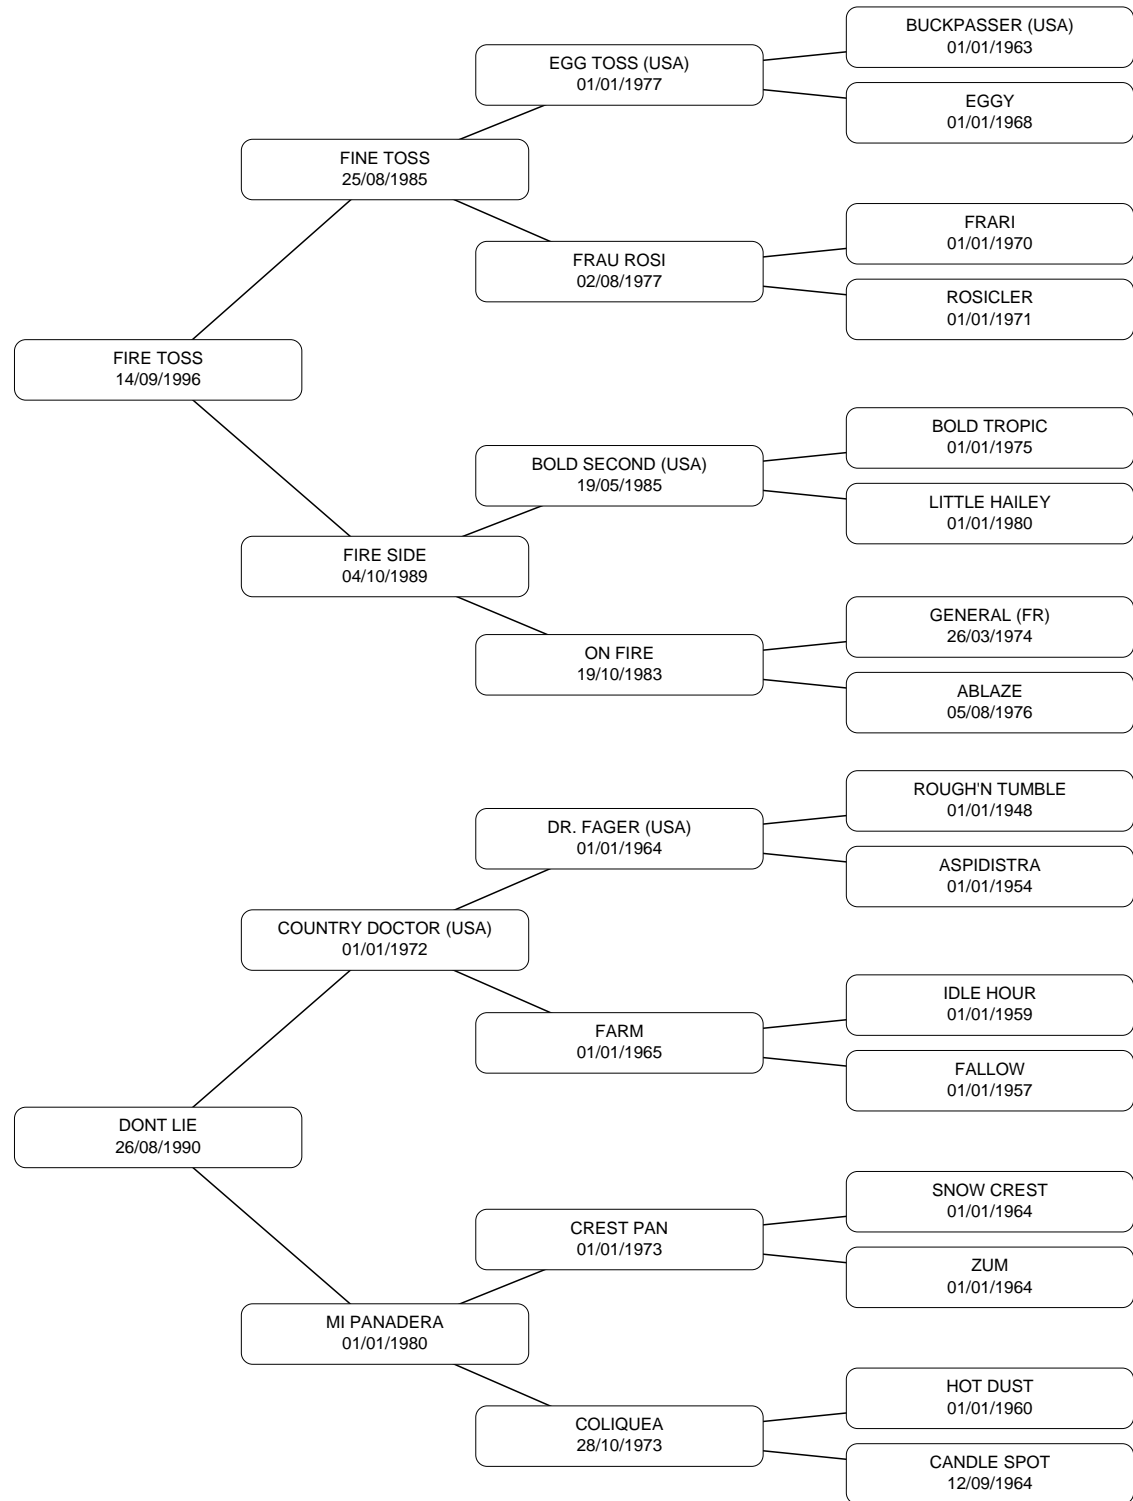 BUCKPASSER (USA)
01/01/1963
EGG TOSS (USA)
01/01/1977
EGGY
01/01/1968
FINE TOSS
25/08/1985
FRARI
01/01/1970
FRAU ROSI
02/08/1977
ROSICLER
01/01/1971
FIRE TOSS
14/09/1996
BOLD TROPIC
01/01/1975
BOLD SECOND (USA)
19/05/1985
LITTLE HAILEY
01/01/1980
FIRE SIDE
04/10/1989
GENERAL (FR)
26/03/1974
ON FIRE
19/10/1983
ABLAZE
05/08/1976
ROUGH'N TUMBLE
01/01/1948
DR. FAGER (USA)
01/01/1964
ASPIDISTRA
01/01/1954
COUNTRY DOCTOR (USA)
01/01/1972
IDLE HOUR
01/01/1959
FARM
01/01/1965
FALLOW
01/01/1957
DONT LIE
26/08/1990
SNOW CREST
01/01/1964
CREST PAN
01/01/1973
ZUM
01/01/1964
MI PANADERA
01/01/1980
HOT DUST
01/01/1960
COLIQUEA
28/10/1973
CANDLE SPOT
12/09/1964